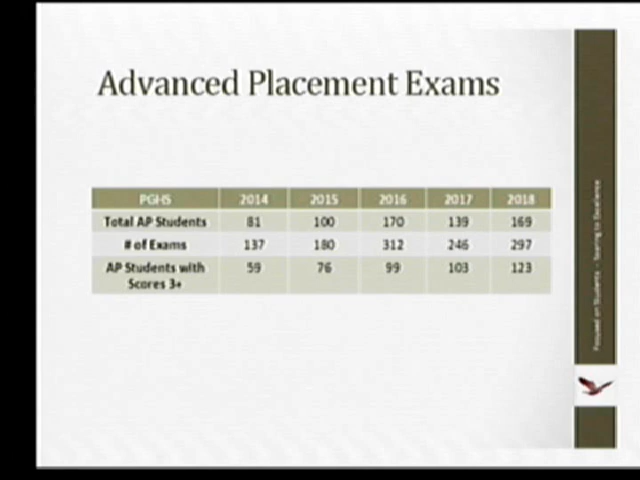 Advanced Placement Exams
PGHS 2014 2015 2016 2017 2018
Total AP Students 81 100 170 139 169
# of Exams 137 180 312 246 297
AP Students with Scores 3+ 59 76 99 103 123
Focused on Students - Soaring to Excellence